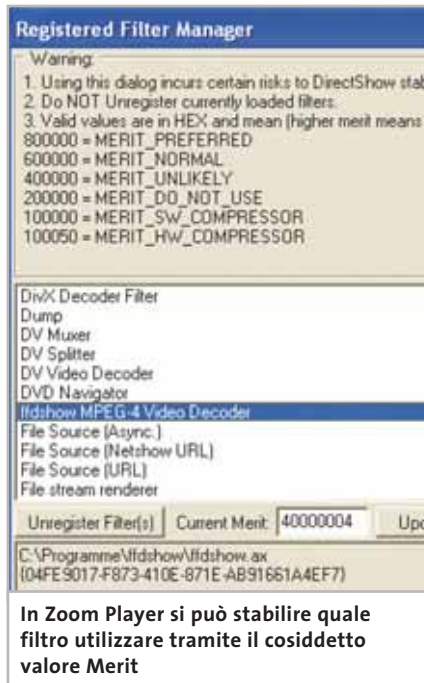 Registered Filter Manager
Warning:
1. Using this dialog incurs certain risks to DirectShow stab
2. Do NOT Unregister currently loaded filters.
3. Valid values are in HEX and mean (higher merit means
800000 = MERIT_PREFERRED
600000 = MERIT_NORMAL
400000 = MERIT_UNLIKELY
200000 = MERIT_DO_NOT_USE
100000 = MERIT_SW_COMPRESSOR
100050 = MERIT_HW_COMPRESSOR
DivX Decoder Filter
Dump
DV Muxer
DV Splitter
DV Video Decoder
DVD Navigator
ffdshow MPEG-4 Video Decoder
File Source (Async.)
File Source (Netshow URL)
File Source (URL)
File stream renderer
Unregister Filter(s) Current Merit: 40000004 Upd
C:\Programme\ffdshow\ffdshow.ax
{04FE9017-F873-410E-871E-AB91661A4EF7}
In Zoom Player si può stabilire quale
filtro utilizzare tramite il cosiddetto
valore Merit